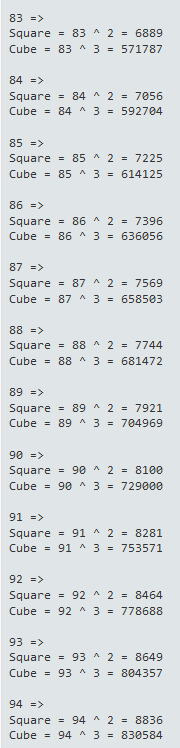 83 =>
Square = 83 ^ 2 = 6889
Cube = 83 ^ 3 = 571787
84 =>
Square = 84 ^ 2 = 7056
Cube = 84 ^ 3 = 592704
85 =>
Square = 85 ^ 2 = 7225
Cube = 85 ^ 3 = 614125
86 =>
Square = 86 ^ 2 = 7396
Cube = 86 ^ 3 = 636056
87 =>
Square = 87 ^ 2 = 7569
Cube = 87 ^ 3 = 658503
88 =>
Square = 88 ^ 2 = 7744
Cube = 88 ^ 3 = 681472
89 =>
Square = 89 ^ 2 = 7921
Cube = 89 ^ 3 = 704969
90 =>
Square = 90 ^ 2 = 8100
Cube = 90 ^ 3 = 729000
91 =>
Square = 91 ^ 2 = 8281
Cube = 91 ^ 3 = 753571
92 =>
Square = 92 ^ 2 = 8464
Cube = 92 ^ 3 = 778688
93 =>
Square = 93 ^ 2 = 8649
Cube = 93 ^ 3 = 804357
94 =>
Square = 94 ^ 2 = 8836
Cube = 94 ^ 3 = 830584